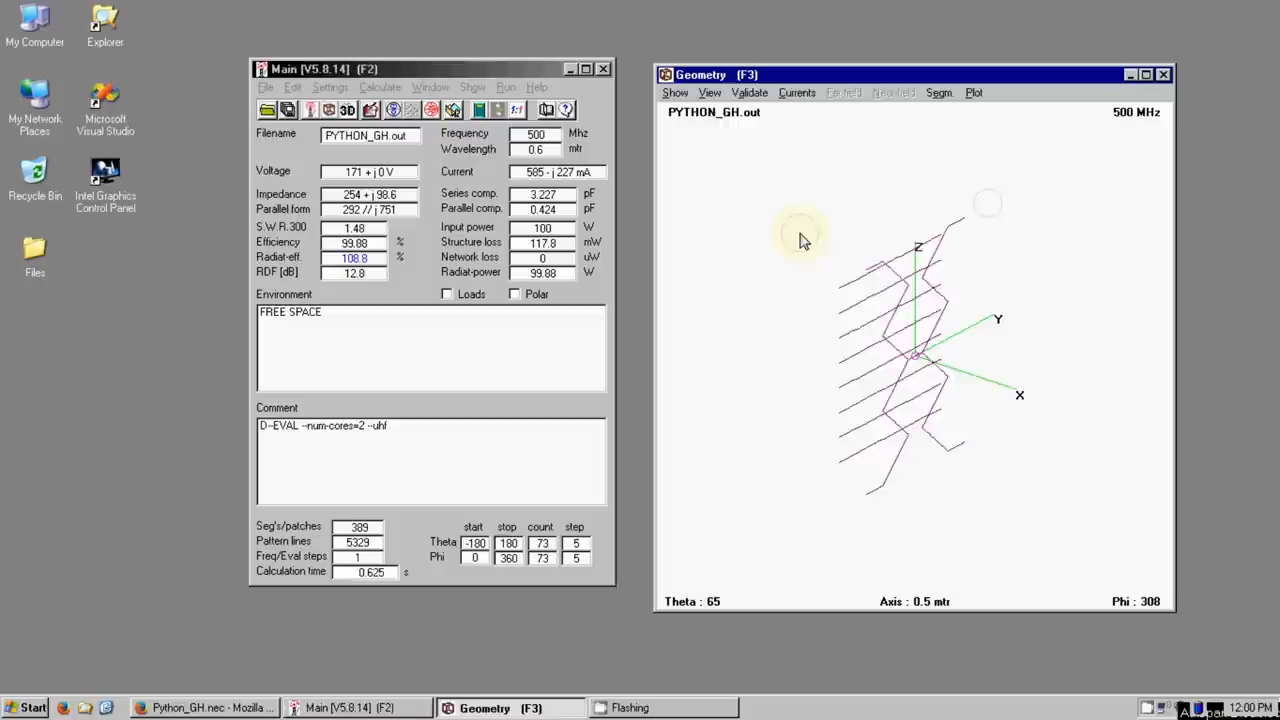 My Computer
Explorer
My Network Places
Microsoft Visual Studio
Recycle Bin
Intel Graphics Control Panel
Files
Main [V5.8.14] (F2)
File Edit Settings Calculate Window Show Run Help
3D
Filename PYTHON_GH.out Frequency 500 Mhz
Wavelength 0.6 mtr
Voltage 171 + j 0 V Current 585 - j 227 mA
Impedance 254 + j 98.6 Series comp. 3.227 pF
Parallel form 292 // j 751 Parallel comp. 0.424 pF
S.W.R.300 1.48 Input power 100 W
Efficiency 99.88 % Structure loss 117.8 mW
Radiat-eff. 108.8 % Network loss 0 uW
RDF [dB] 12.8 Radiat-power 99.88 W
Environment Loads Polar
FREE SPACE
Comment
D--EVAL --num-cores=2 --uhf
Seg's/patches 389 start stop count step
Pattern lines 5329 Theta -180 180 73 5
Freq/Eval steps 1 Phi 0 360 73 5
Calculation time 0.625 s
Geometry (F3)
Show View Validate Currents Far-field Near-field Segm. Plot
PYTHON_GH.out 500 MHz
Z
Y
X
Theta : 65 Axis : 0.5 mtr Phi : 308
Start Python_GH.nec - Mozilla ... Main [V5.8.14] (F2) Geometry (F3) Flashing 12:00 PM